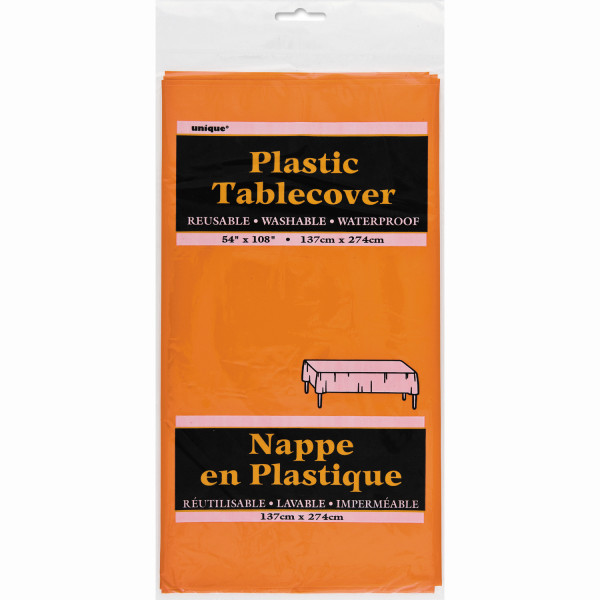 unique®
Plastic
Tablecover
REUSABLE • WASHABLE • WATERPROOF
54" x 108" • 137cm x 274cm
Nappe
en Plastique
RÉUTILISABLE • LAVABLE • IMPERMÉABLE
137cm x 274cm